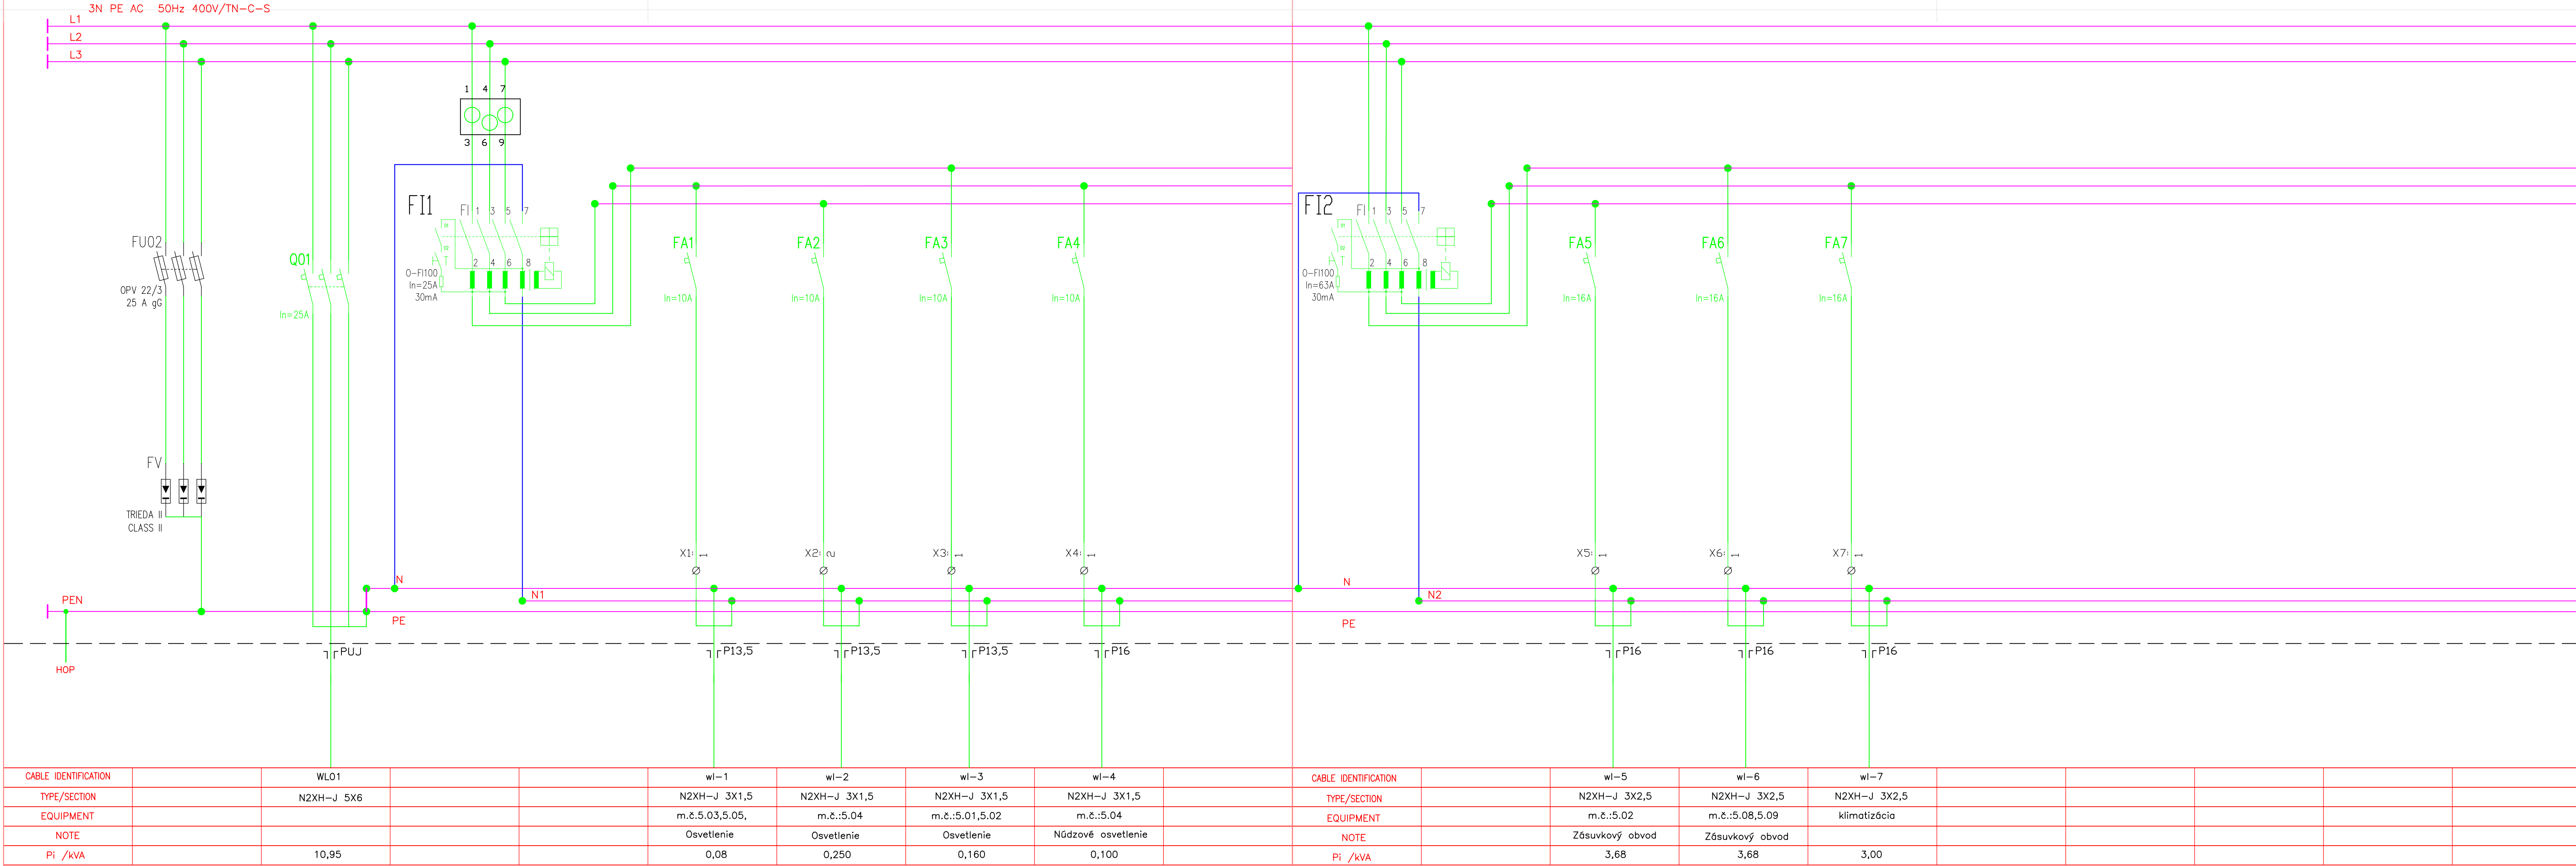 3N PE AC 50Hz 400V/TN-C-S
L1
L2
L3
1 4 7
3 6 9
FI1
FI 1 3 5 7
2 4 6 8
O-FI100
In=25A
30mA
FU02
OPV 22/3
25 A gG
Q01
In=25A
FA1
In=10A
FA2
In=10A
FA3
In=10A
FA4
In=10A
FI2
FI 1 3 5 7
2 4 6 8
O-FI100
In=63A
30mA
FA5
In=16A
FA6
In=16A
FA7
In=16A
FV
TRIEDA II
CLASS II
X1: 1
X2: 2
X3: 1
X4: 1
X5: 1
X6: 1
X7: 1
N
N1
N
N2
PEN
PE
PE
HOP
PUJ
P13,5
P13,5
P13,5
P16
P16
P16
P16
CABLE IDENTIFICATION WL01 wl-1 wl-2 wl-3 wl-4
TYPE/SECTION N2XH-J 5X6 N2XH-J 3X1,5 N2XH-J 3X1,5 N2XH-J 3X1,5 N2XH-J 3X1,5
EQUIPMENT m.č.5.03,5.05, m.č.:5.04 m.č.:5.01,5.02 m.č.:5.04
NOTE Osvetlenie Osvetlenie Osvetlenie Núdzové osvetlenie
Pi /kVA 10,95 0,08 0,250 0,160 0,100
CABLE IDENTIFICATION wl-5 wl-6 wl-7
TYPE/SECTION N2XH-J 3X2,5 N2XH-J 3X2,5 N2XH-J 3X2,5
EQUIPMENT m.č.:5.02 m.č.:5.08,5.09 klimatizácia
NOTE Zásuvkový obvod Zásuvkový obvod
Pi /kVA 3,68 3,68 3,00